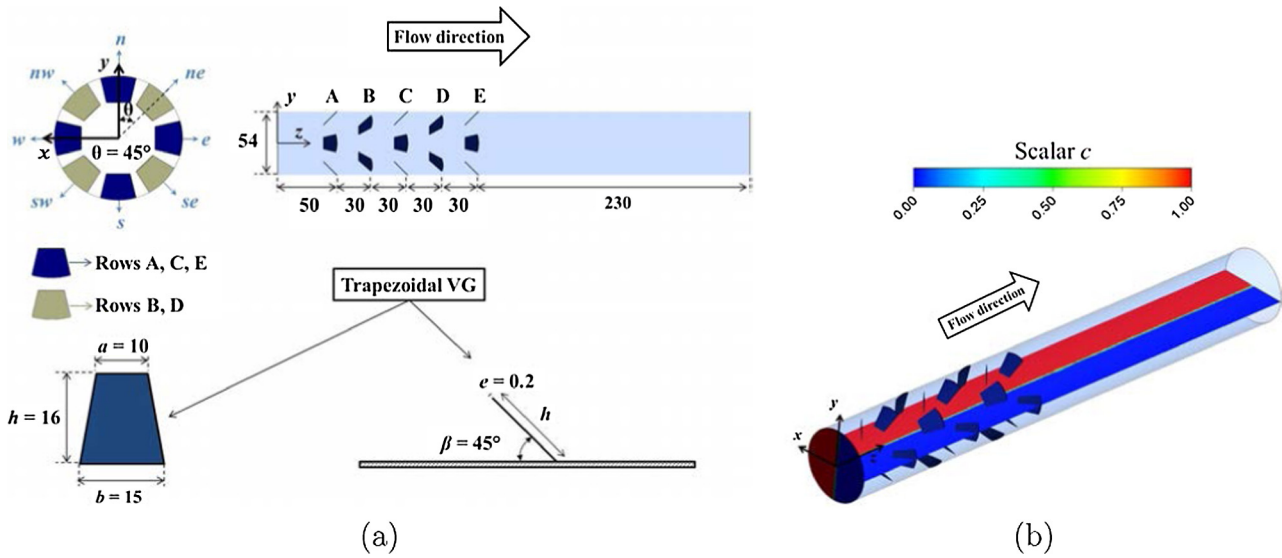 Flow direction
n
y
nw
ne
θ
w
e
x
θ = 45°
sw
se
s
A B C D E
y
z
54
50 30 30 30 30 230
Rows A, C, E
Rows B, D
Trapezoidal VG
a = 10
h = 16
b = 15
e = 0.2
h
β = 45°
(a)
Scalar c
0.00 0.25 0.50 0.75 1.00
Flow direction
y
x
z
(b)